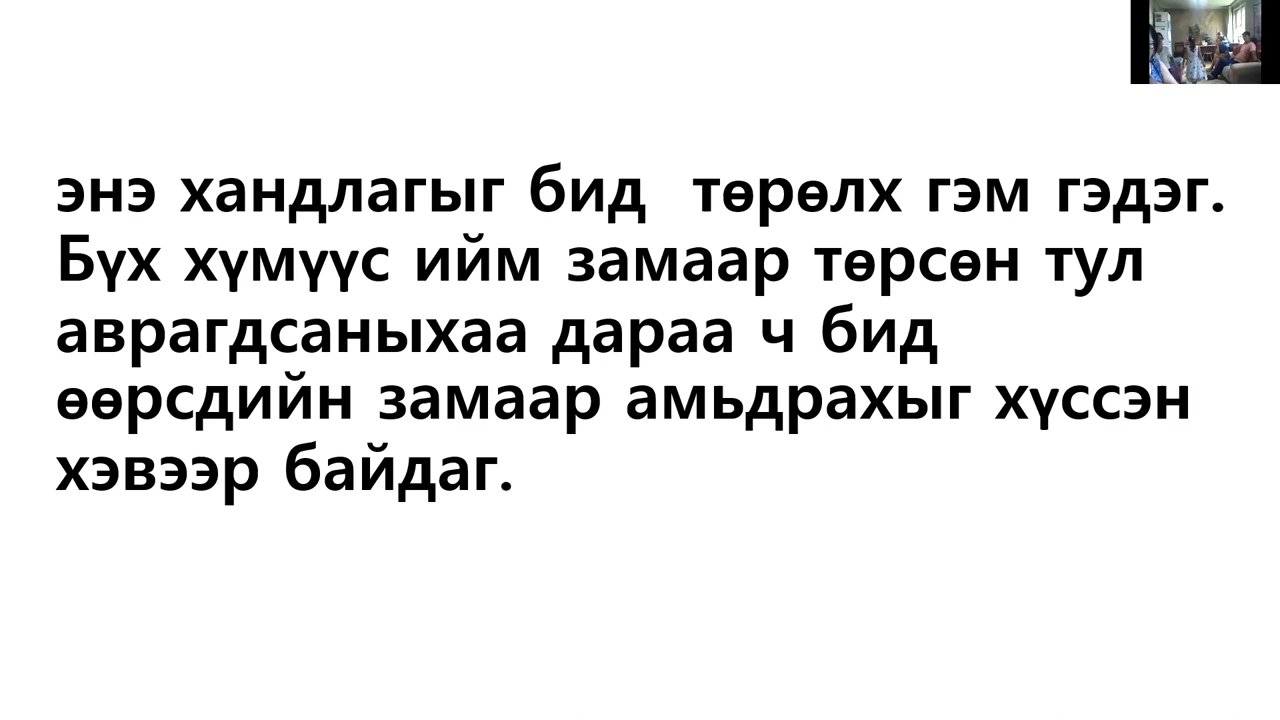 энэ хандлагыг бид төрөлх гэм гэдэг.
Бүх хүмүүс ийм замаар төрсөн тул
аврагдсаныхаа дараа ч бид
өөрсдийн замаар амьдрахыг хүссэн
хэвээр байдаг.